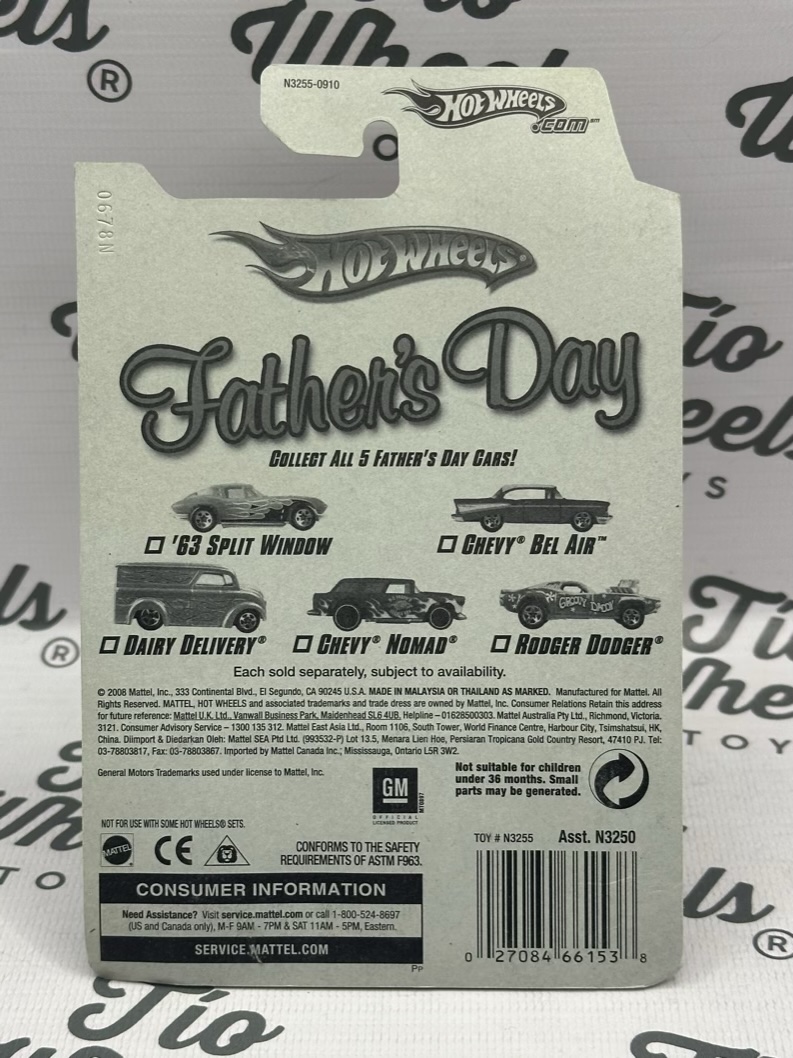 N3255-0910
HOT WHEELS
.COM℠
®
0678N
HOT WHEELS
Father's Day
COLLECT ALL 5 FATHER'S DAY CARS!
'63 SPLIT WINDOW
CHEVY® BEL AIR™
GROOVY DADDY
DAIRY DELIVERY®
CHEVY® NOMAD®
RODGER DODGER®
Each sold separately, subject to availability.
© 2008 Mattel, Inc., 333 Continental Blvd., El Segundo, CA 90245 U.S.A. MADE IN MALAYSIA OR THAILAND AS MARKED. Manufactured for Mattel. All
Rights Reserved. MATTEL, HOT WHEELS and associated trademarks and trade dress are owned by Mattel, Inc. Consumer Relations Retain this address
for future reference: Mattel U.K. Ltd., Vanwall Business Park, Maidenhead SL6 4UB, Helpline – 01628500303. Mattel Australia Pty Ltd., Richmond, Victoria.
3121. Consumer Advisory Service – 1300 135 312. Mattel East Asia Ltd., Room 1106, South Tower, World Finance Centre, Harbour City, Tsimshatsui, HK,
China. Diimport & Diedarkan Oleh: Mattel SEA Ptd Ltd. (993532-P) Lot 13.5, Menara Lien Hoe, Persiaran Tropicana Golf Country Resort, 47410 PJ. Tel:
03-78803817, Fax: 03-78803867. Imported by Mattel Canada Inc.; Mississauga, Ontario L5R 3W2.
General Motors Trademarks used under license to Mattel, Inc.
GM
OFFICIAL
LICENSED PRODUCT
Not suitable for children
under 36 months. Small
parts may be generated.
NOT FOR USE WITH SOME HOT WHEELS® SETS.
MATTEL
CE
CONFORMS TO THE SAFETY
REQUIREMENTS OF ASTM F963.
TOY # N3255 Asst. N3250
CONSUMER INFORMATION
Need Assistance? Visit service.mattel.com or call 1-800-524-8697
(US and Canada only), M-F 9AM - 7PM & SAT 11AM - 5PM, Eastern.
SERVICE.MATTEL.COM
PP
0 27084 66153 8
Tío
Wheels
®
TOYS